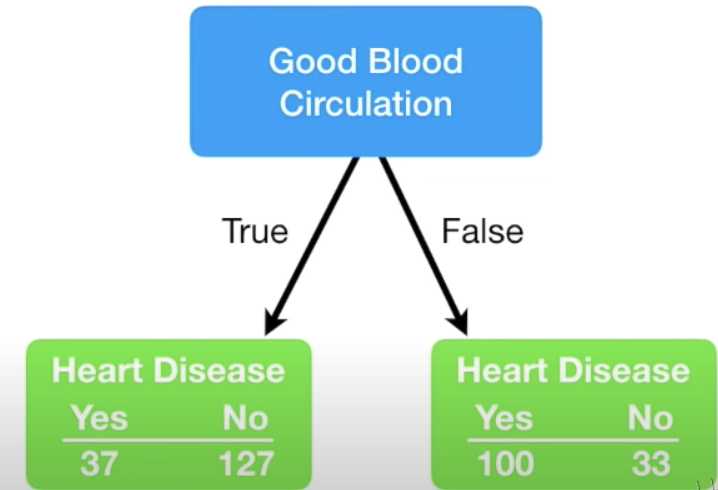 Good Blood
Circulation
True
False
Heart Disease
Yes No
37 127
Heart Disease
Yes No
100 33